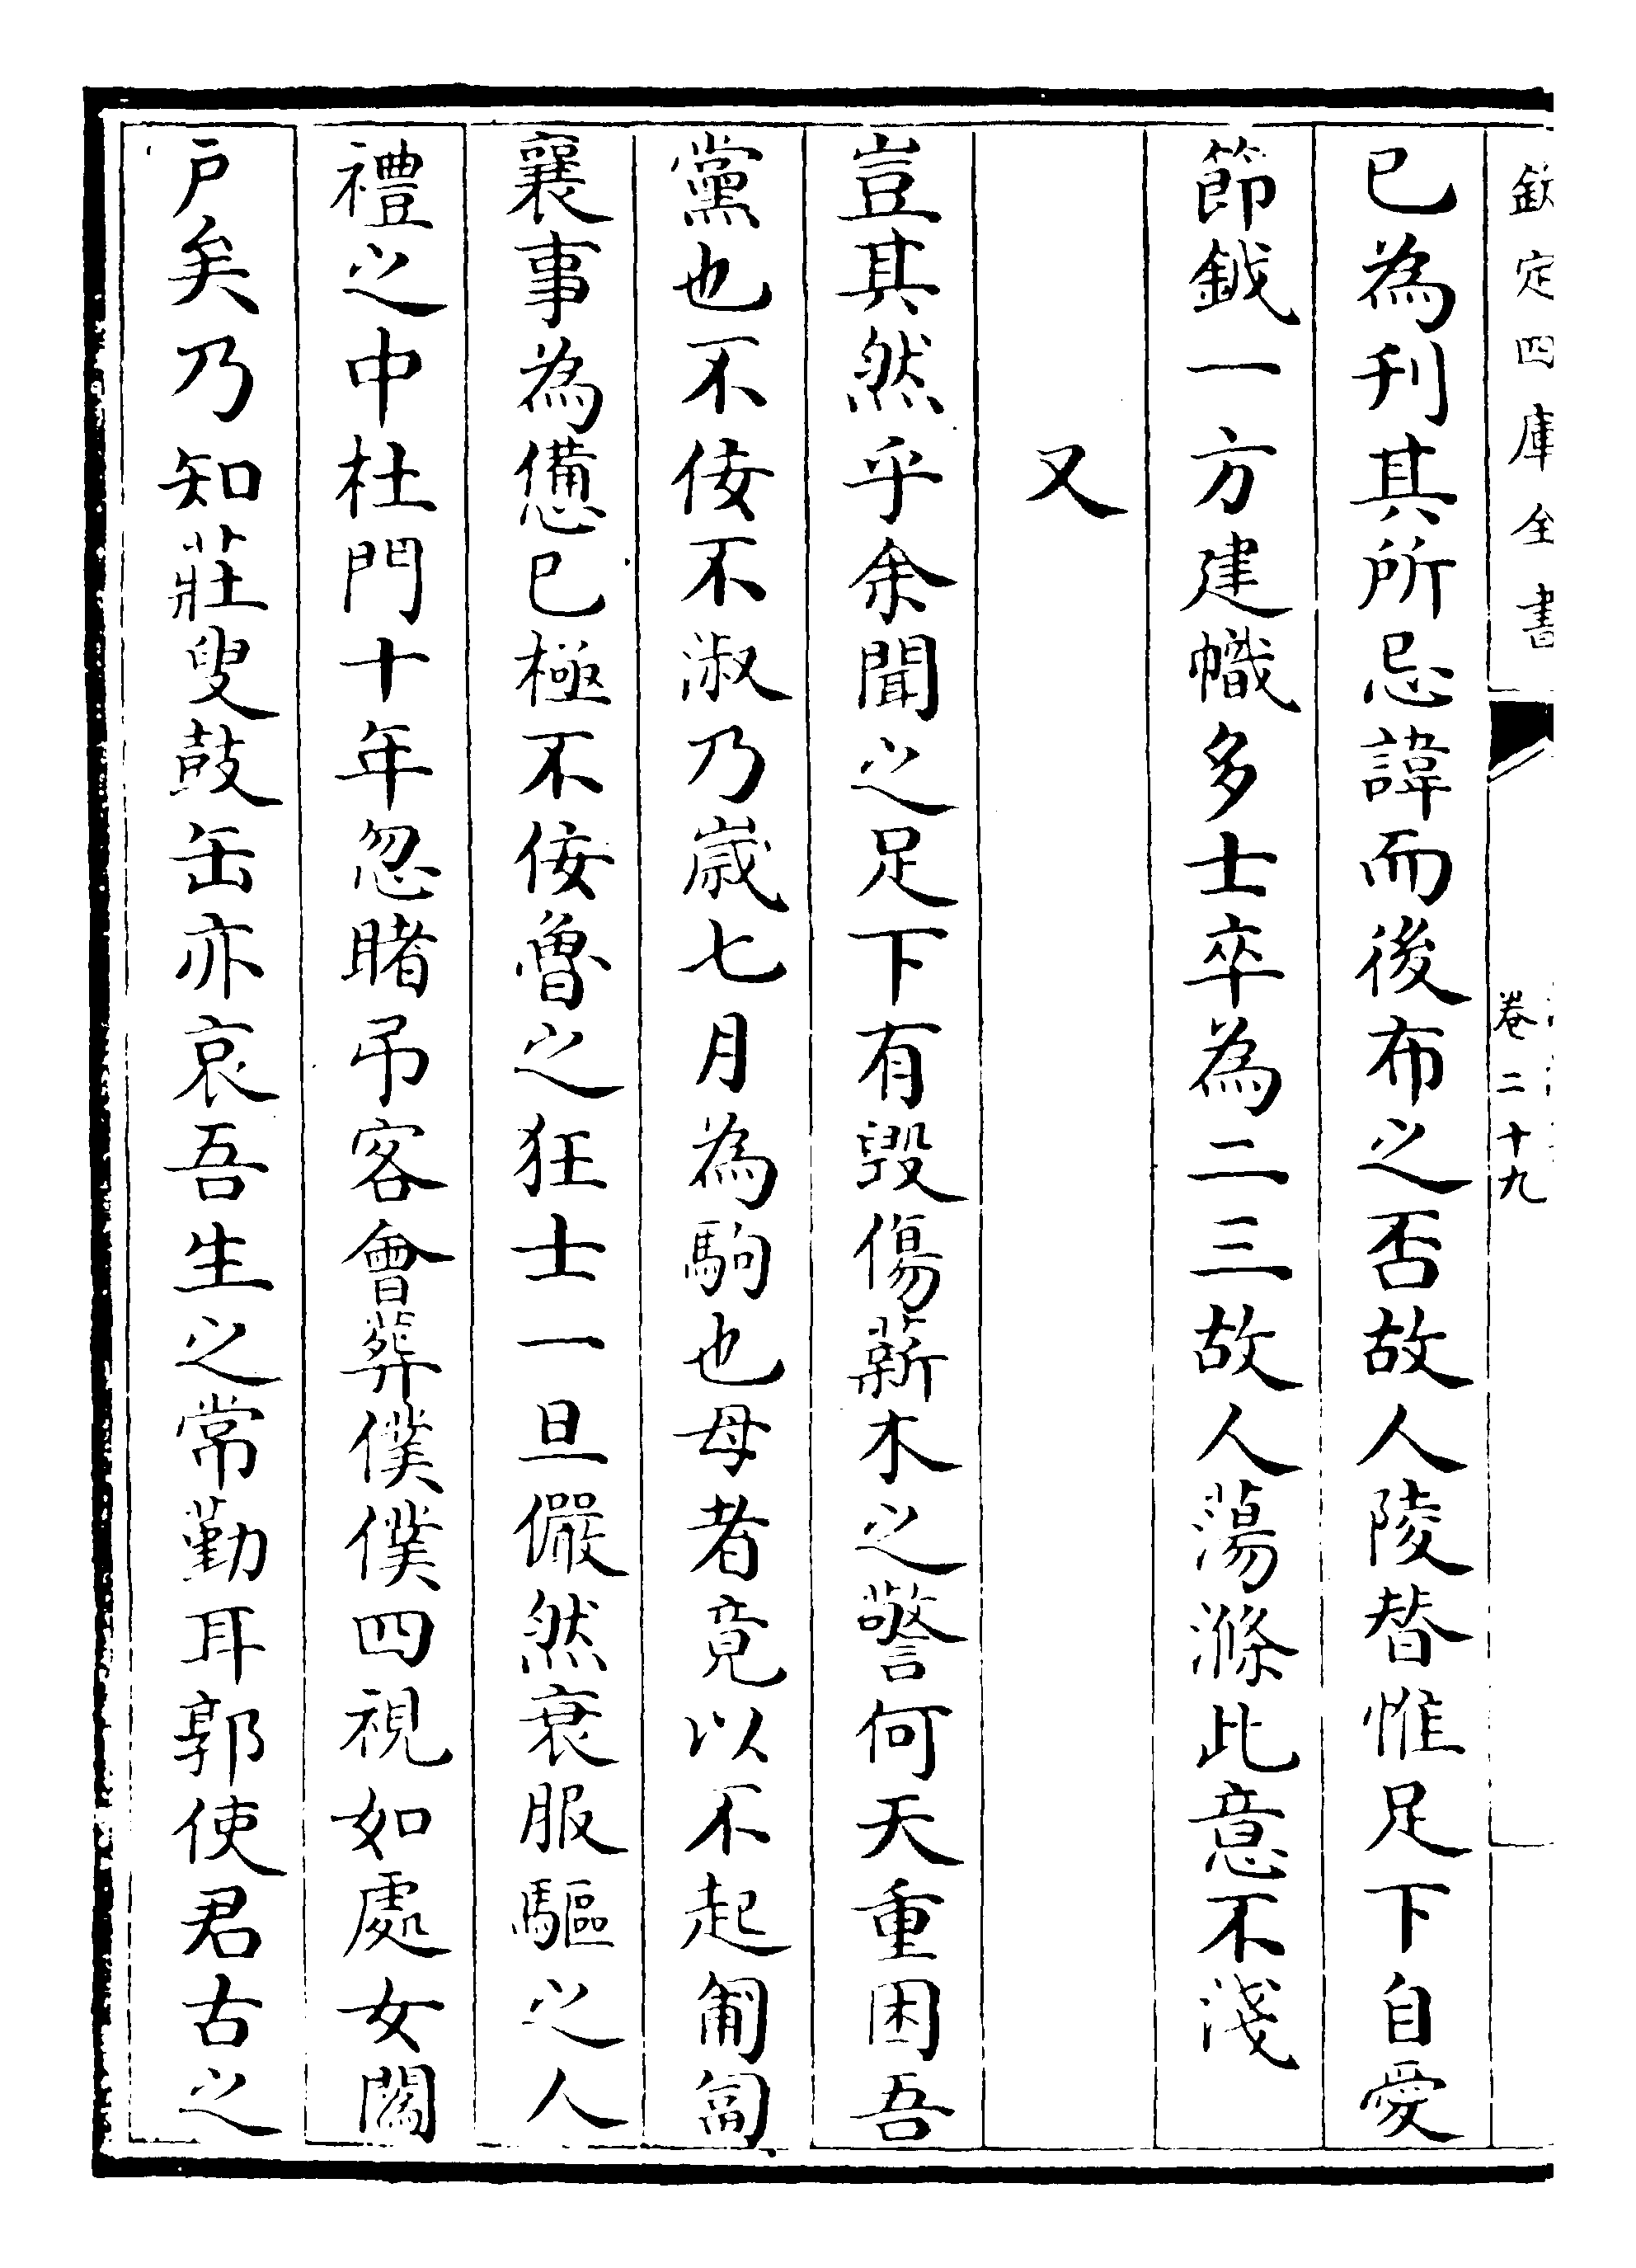 欽定四庫全書
卷二十九
已為刋其所忌諱而後布之否故人陵替惟足下自愛
節鉞一方建幟多士卒為二三故人蕩滌此意不淺
又
豈其然乎余聞之足下有毀傷薪木之警何天重困吾
黨也不佞不淑乃嵗七月為駒也母者竟以不起匍匐
襄事為憊已極不佞魯之狂士一旦儼然衰服驅之人
禮之中杜門十年忽睹弔客會葬僕僕四視如處女闔
戶矣乃知莊叟鼓缶亦哀吾生之常勤耳郭使君古之